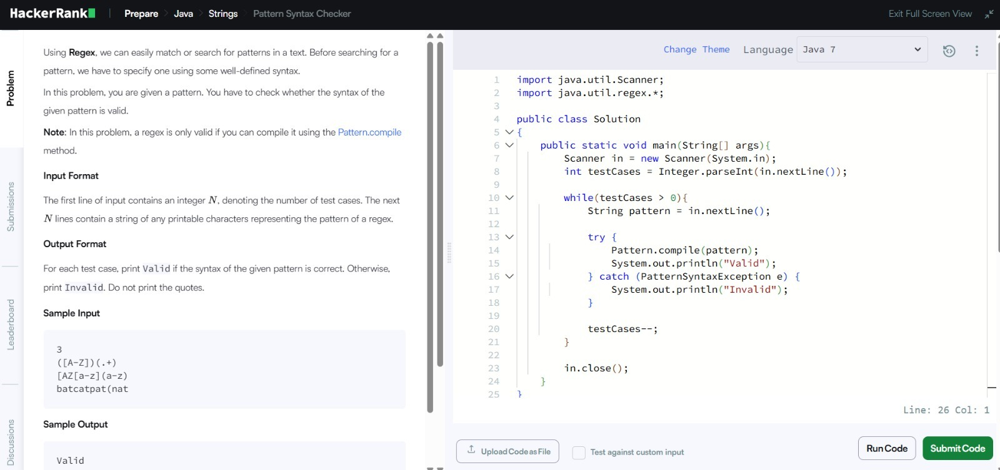 HackerRank | Prepare > Java > Strings > Pattern Syntax Checker Exit Full Screen View
Problem
Submissions
Leaderboard
Discussions
Using Regex, we can easily match or search for patterns in a text. Before searching for a
pattern, we have to specify one using some well-defined syntax.
In this problem, you are given a pattern. You have to check whether the syntax of the
given pattern is valid.
Note: In this problem, a regex is only valid if you can compile it using the Pattern.compile
method.
Input Format
The first line of input contains an integer N, denoting the number of test cases. The next
N lines contain a string of any printable characters representing the pattern of a regex.
Output Format
For each test case, print Valid if the syntax of the given pattern is correct. Otherwise,
print Invalid. Do not print the quotes.
Sample Input
3
([A-Z])(.+)
[AZ[a-z](a-z)
batcatpat(nat
Sample Output
Valid
Change Theme Language Java 7
1 import java.util.Scanner;
2 import java.util.regex.*;
3
4 public class Solution
5 {
6     public static void main(String[] args){
7         Scanner in = new Scanner(System.in);
8         int testCases = Integer.parseInt(in.nextLine());
9
10         while(testCases > 0){
11             String pattern = in.nextLine();
12
13             try {
14                 Pattern.compile(pattern);
15                 System.out.println("Valid");
16             } catch (PatternSyntaxException e) {
17                 System.out.println("Invalid");
18             }
19
20             testCases--;
21         }
22
23         in.close();
24     }
25 }
Line: 26 Col: 1
Upload Code as File Test against custom input Run Code Submit Code